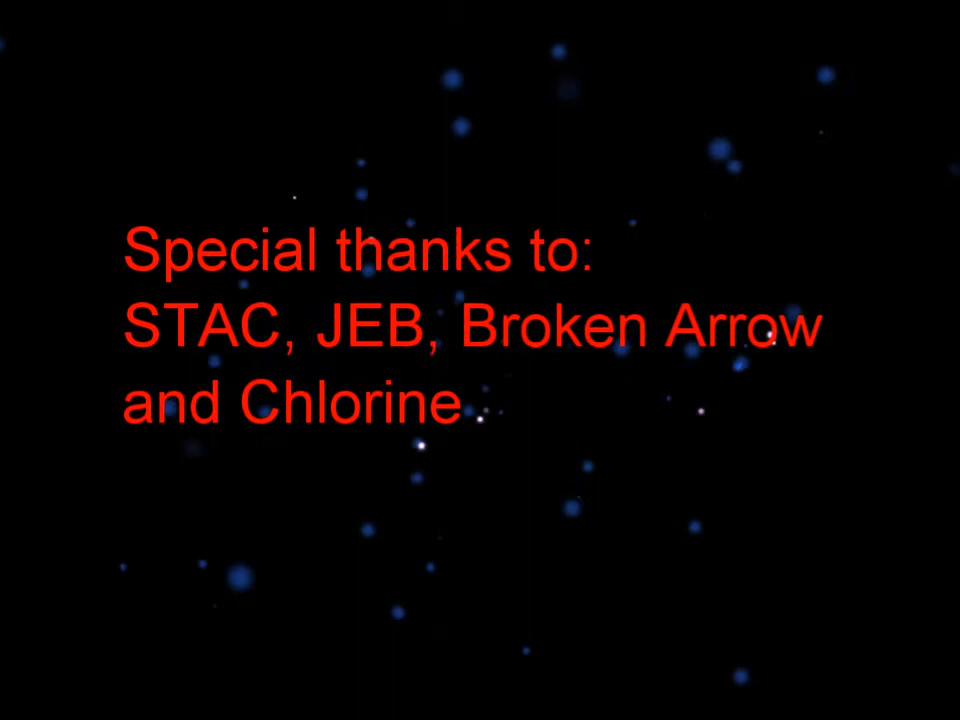 Special thanks to:
STAC, JEB, Broken Arrow
and Chlorine